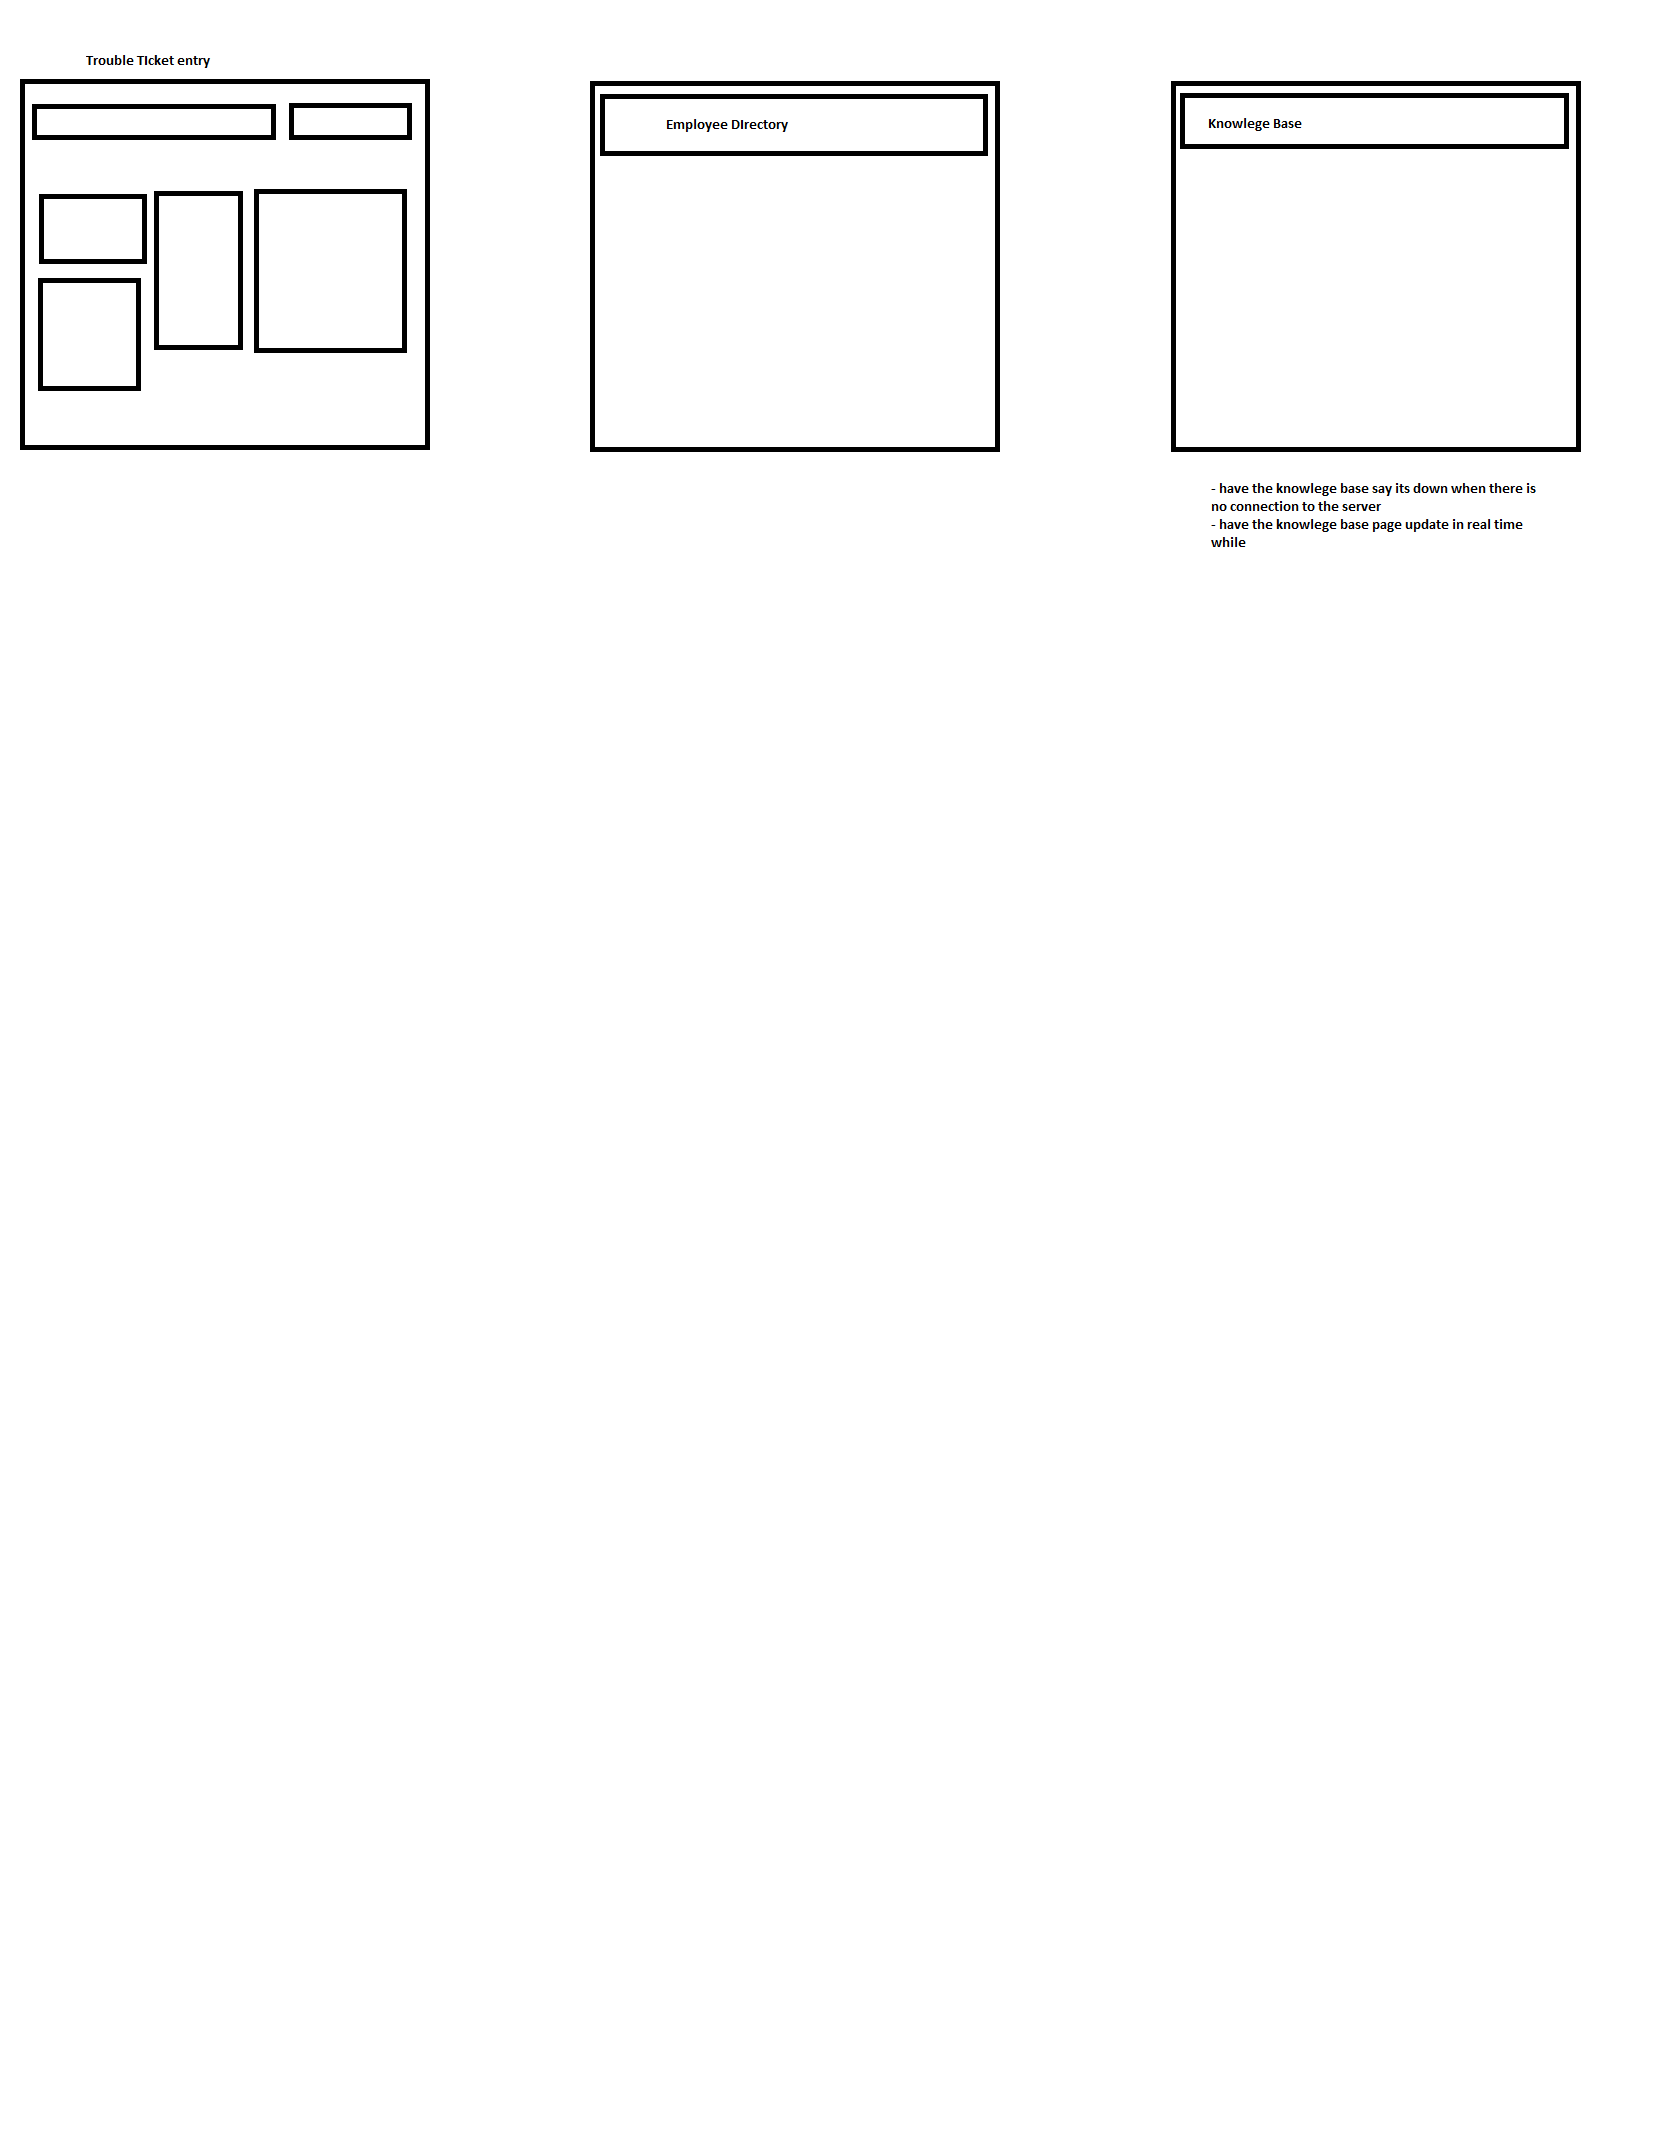 Trouble TIcket entry
Employee DIrectory
Knowlege Base
- have the knowlege base say its down when there is
no connection to the server
- have the knowlege base page update in real time
while